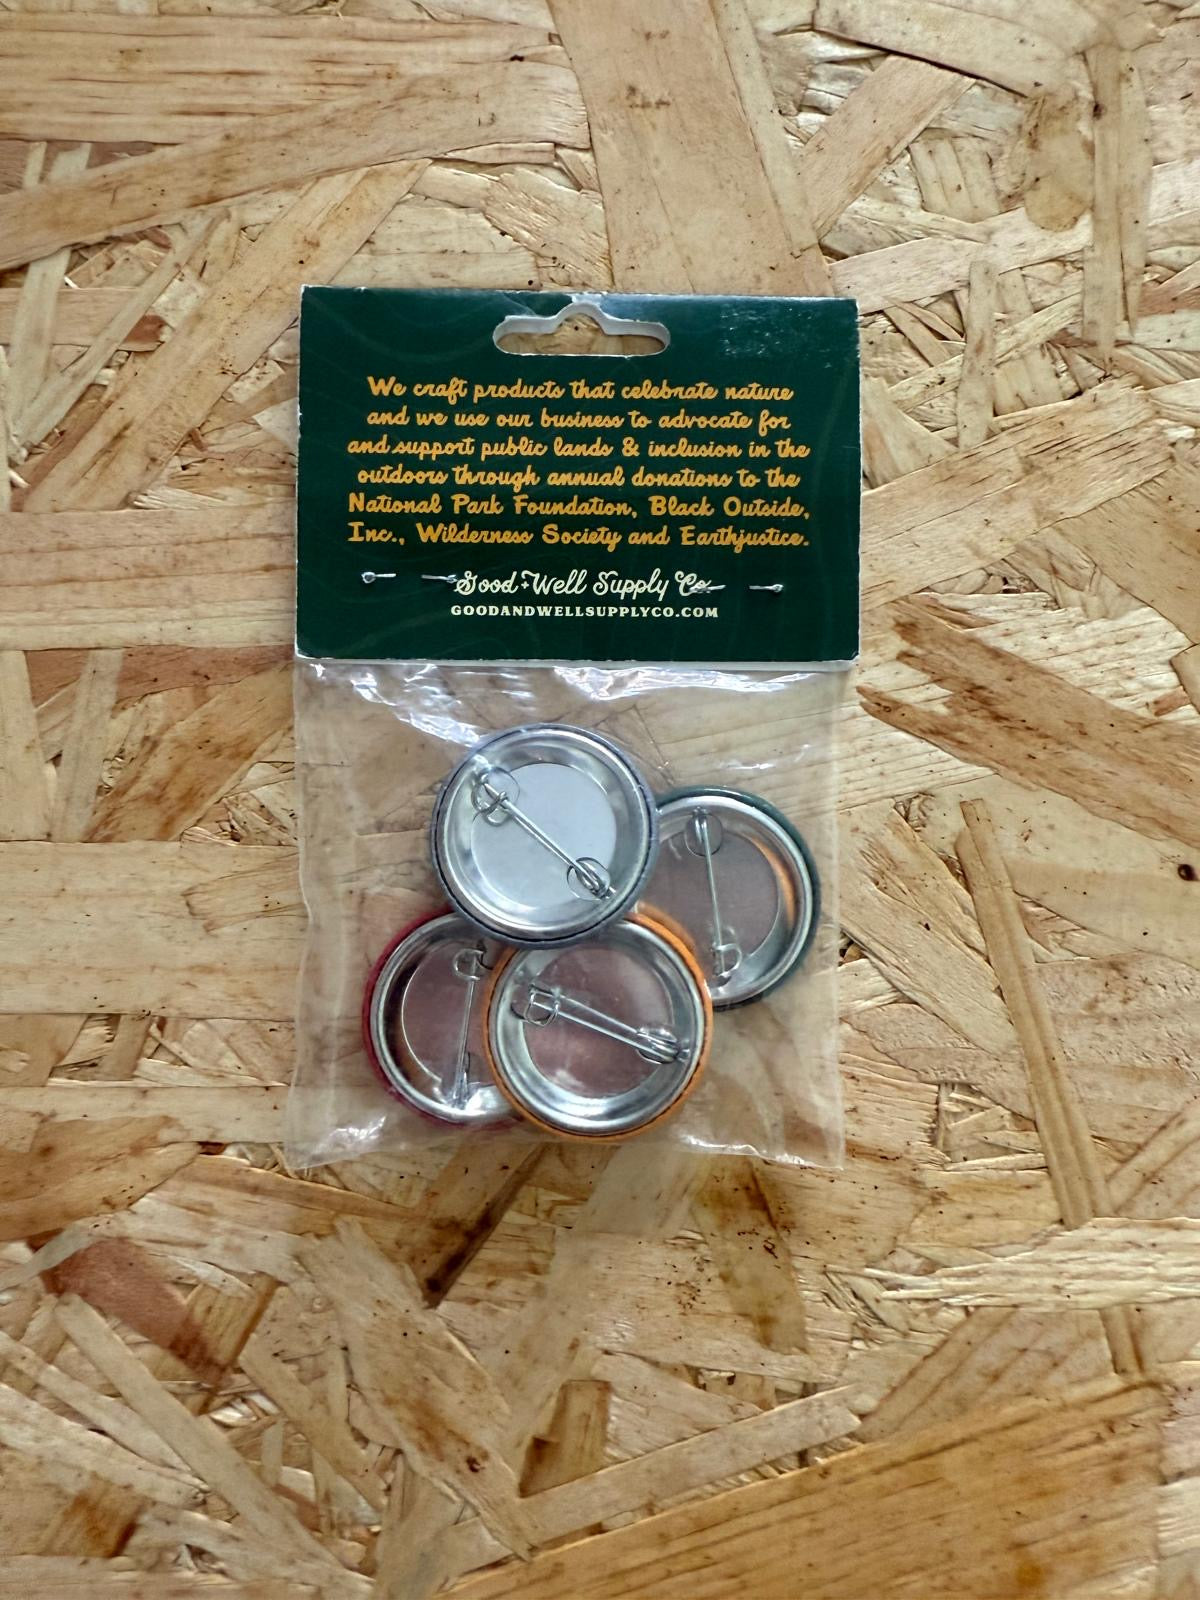 We craft products that celebrate nature
and we use our business to advocate for
and support public lands & inclusion in the
outdoors through annual donations to the
National Park Foundation, Black Outside,
Inc., Wilderness Society and Earthjustice.
Good & Well Supply Co.
GOODANDWELLSUPPLYCO.COM